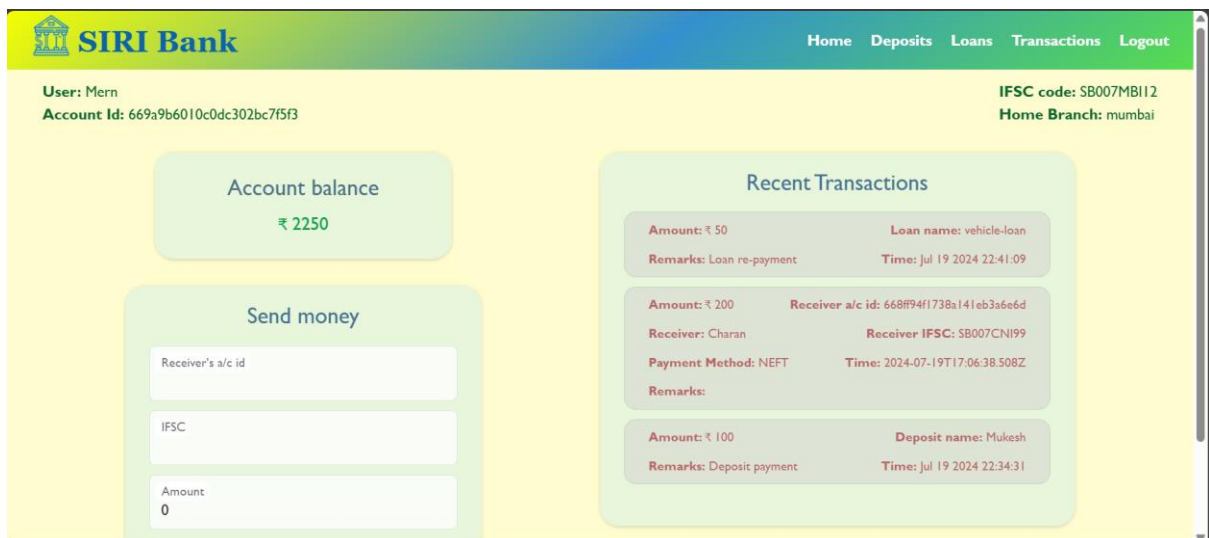 SIRI Bank
Home Deposits Loans Transactions Logout
User: Mern
Account Id: 669a9b6010c0dc302bc7f5f3
IFSC code: SB007MBI12
Home Branch: mumbai
Account balance
₹ 2250
Send money
Receiver's a/c id
IFSC
Amount
0
Recent Transactions
Amount: ₹ 50 Loan name: vehicle-loan
Remarks: Loan re-payment Time: Jul 19 2024 22:41:09
Amount: ₹ 200 Receiver a/c id: 668ff94f1738a141eb3a6e6d
Receiver: Charan Receiver IFSC: SB007CNI99
Payment Method: NEFT Time: 2024-07-19T17:06:38.508Z
Remarks:
Amount: ₹ 100 Deposit name: Mukesh
Remarks: Deposit payment Time: Jul 19 2024 22:34:31